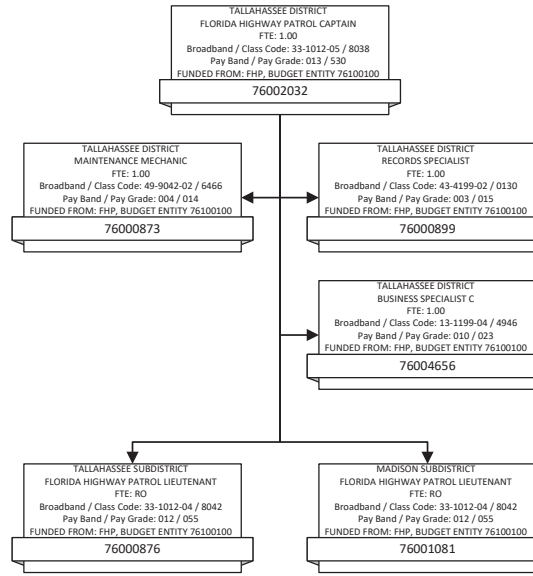 TALLAHASSEE DISTRICT
FLORIDA HIGHWAY PATROL CAPTAIN
FTE: 1.00
Broadband / Class Code: 33-1012-05 / 8038
Pay Band / Pay Grade: 013 / 530
FUNDED FROM: FHP, BUDGET ENTITY 76100100
76002032
TALLAHASSEE DISTRICT
MAINTENANCE MECHANIC
FTE: 1.00
Broadband / Class Code: 49-9042-02 / 6466
Pay Band / Pay Grade: 004 / 014
FUNDED FROM: FHP, BUDGET ENTITY 76100100
76000873
TALLAHASSEE DISTRICT
RECORDS SPECIALIST
FTE: 1.00
Broadband / Class Code: 43-4199-02 / 0130
Pay Band / Pay Grade: 003 / 015
FUNDED FROM: FHP, BUDGET ENTITY 76100100
76000899
TALLAHASSEE DISTRICT
BUSINESS SPECIALIST C
FTE: 1.00
Broadband / Class Code: 13-1199-04 / 4946
Pay Band / Pay Grade: 010 / 023
FUNDED FROM: FHP, BUDGET ENTITY 76100100
76004656
TALLAHASSEE SUBDISTRICT
FLORIDA HIGHWAY PATROL LIEUTENANT
FTE: RO
Broadband / Class Code: 33-1012-04 / 8042
Pay Band / Pay Grade: 012 / 055
FUNDED FROM: FHP, BUDGET ENTITY 76100100
76000876
MADISON SUBDISTRICT
FLORIDA HIGHWAY PATROL LIEUTENANT
FTE: RO
Broadband / Class Code: 33-1012-04 / 8042
Pay Band / Pay Grade: 012 / 055
FUNDED FROM: FHP, BUDGET ENTITY 76100100
76001081